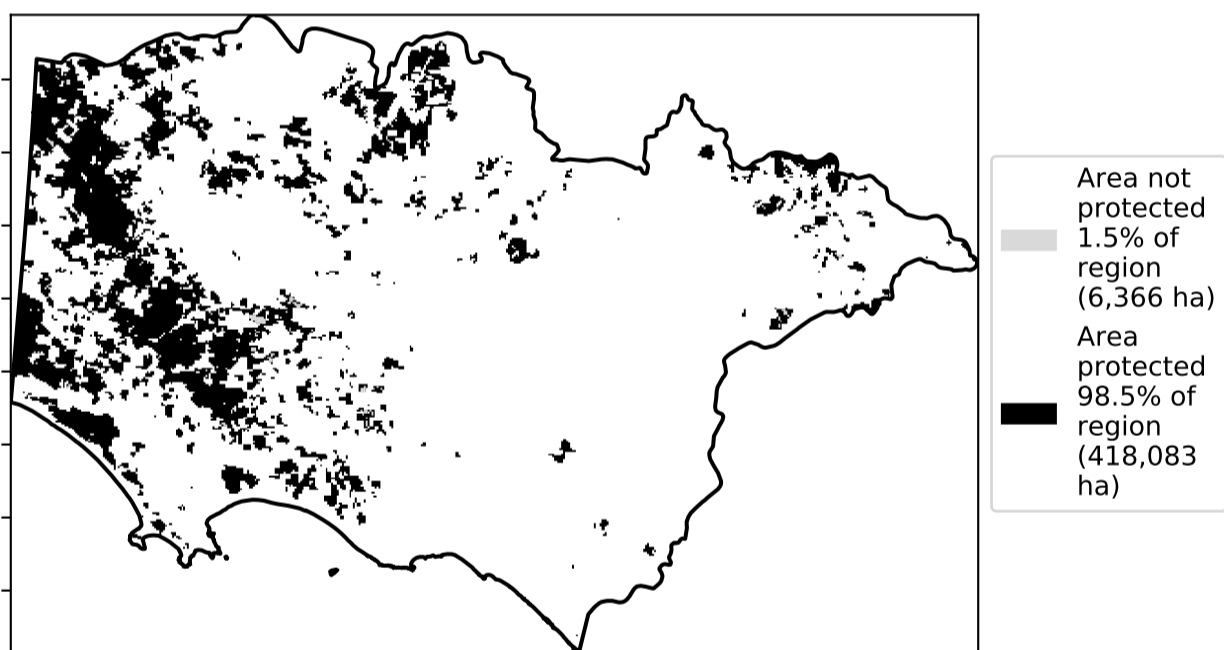 Area not
protected
1.5% of
region
(6,366 ha)
Area
protected
98.5% of
region
(418,083
ha)